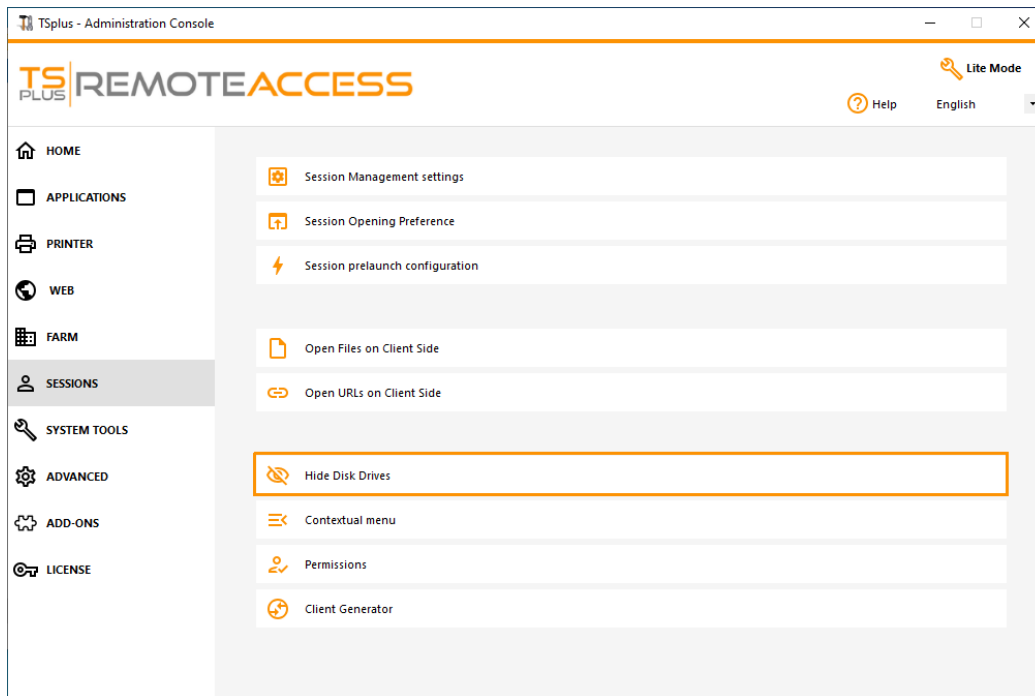 TSplus - Administration Console
TS PLUS REMOTEACCESS
Lite Mode
Help
English
HOME
APPLICATIONS
PRINTER
WEB
FARM
SESSIONS
SYSTEM TOOLS
ADVANCED
ADD-ONS
LICENSE
Session Management settings
Session Opening Preference
Session prelaunch configuration
Open Files on Client Side
Open URLs on Client Side
Hide Disk Drives
Contextual menu
Permissions
Client Generator